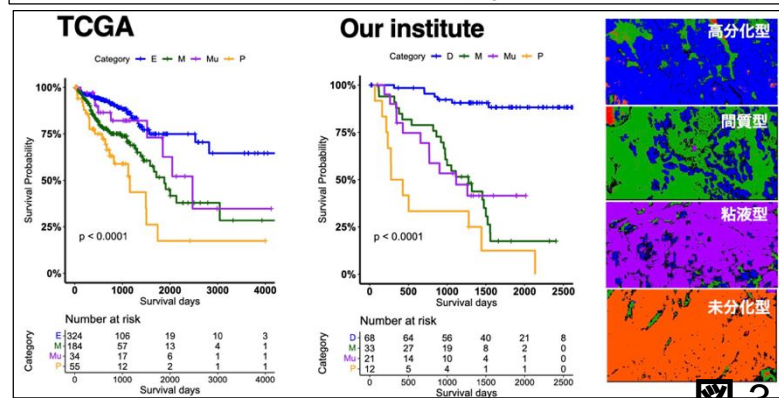 TCGA
Category E M Mu P
100%
75%
50%
25%
0%
Survival Probability
p < 0.0001
0 1000 2000 3000 4000
Survival days
Number at risk
Category
E 324 106 19 10 3
M 184 57 13 4 1
Mu 34 17 6 1 1
P 55 12 2 1 1
0 1000 2000 3000 4000
Survival days
Our institute
Category D M Mu P
100%
75%
50%
25%
0%
Survival Probability
p < 0.0001
0 500 1000 1500 2000 2500
Survival days
Number at risk
Category
D 68 64 56 40 21 8
M 33 27 19 8 2 0
Mu 21 14 10 4 1 0
P 12 5 4 1 1 0
0 500 1000 1500 2000 2500
Survival days
高分化型
間質型
粘液型
未分化型